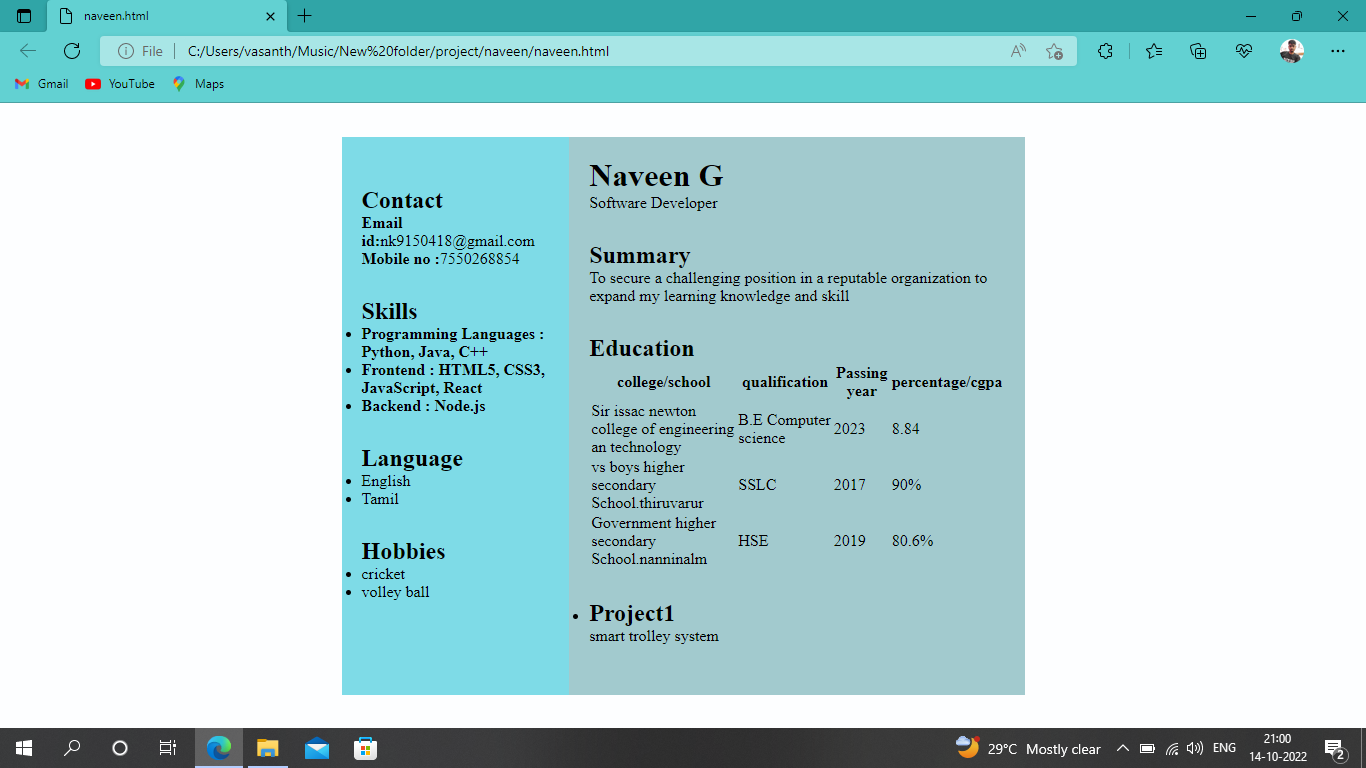 naveen.html
File
C:/Users/vasanth/Music/New%20folder/project/naveen/naveen.html
Gmail
YouTube
Maps
Contact
Email
id:nk9150418@gmail.com
Mobile no :7550268854
Skills
Programming Languages :
Python, Java, C++
Frontend : HTML5, CSS3,
JavaScript, React
Backend : Node.js
Language
English
Tamil
Hobbies
cricket
volley ball
Naveen G
Software Developer
Summary
To secure a challenging position in a reputable organization to
expand my learning knowledge and skill
Education
college/school qualification Passing year percentage/cgpa
Sir issac newton
college of engineering
an technology
B.E Computer
science
2023
8.84
vs boys higher
secondary
School.thiruvarur
SSLC
2017
90%
Government higher
secondary
School.nanninalm
HSE
2019
80.6%
Project1
smart trolley system
29°C Mostly clear
ENG
21:00
14-10-2022
2